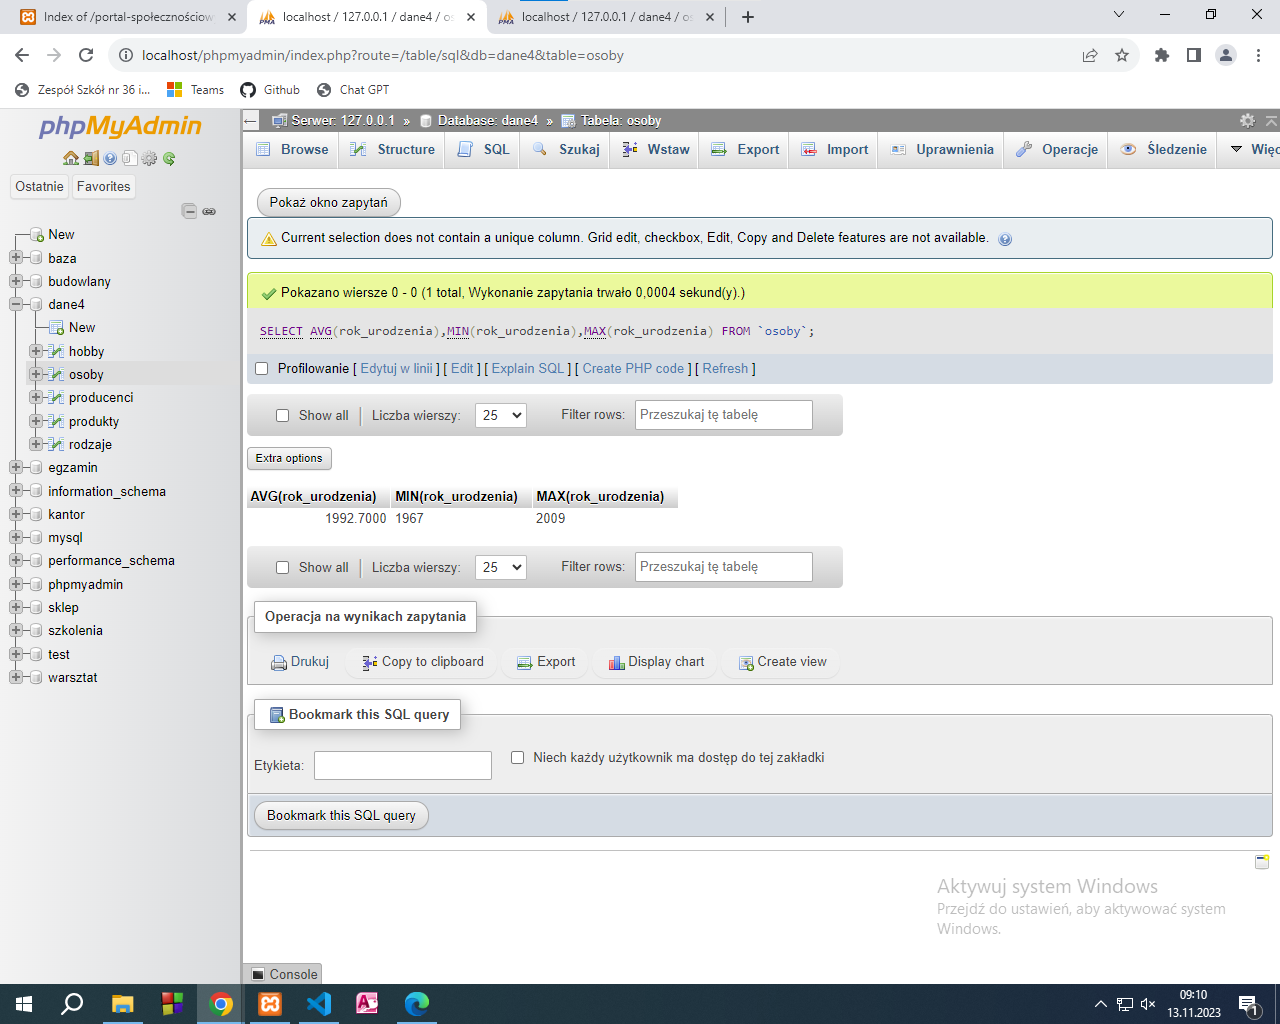 Index of /portal-społecznościow
localhost / 127.0.0.1 / dane4 / os
localhost / 127.0.0.1 / dane4 / os
localhost/phpmyadmin/index.php?route=/table/sql&db=dane4&table=osoby
Zespół Szkół nr 36 i...
Teams
Github
Chat GPT
phpMyAdmin
Ostatnie
Favorites
New
baza
budowlany
dane4
New
hobby
osoby
producenci
produkty
rodzaje
egzamin
information_schema
kantor
mysql
performance_schema
phpmyadmin
sklep
szkolenia
test
warsztat
Serwer: 127.0.0.1 » Database: dane4 » Tabela: osoby
Browse
Structure
SQL
Szukaj
Wstaw
Export
Import
Uprawnienia
Operacje
Śledzenie
Więc
Pokaż okno zapytań
Current selection does not contain a unique column. Grid edit, checkbox, Edit, Copy and Delete features are not available.
Pokazano wiersze 0 - 0 (1 total, Wykonanie zapytania trwało 0,0004 sekund(y).)
SELECT AVG(rok_urodzenia),MIN(rok_urodzenia),MAX(rok_urodzenia) FROM `osoby`;
Profilowanie [ Edytuj w linii ] [ Edit ] [ Explain SQL ] [ Create PHP code ] [ Refresh ]
Show all | Liczba wierszy: 25 Filter rows: Przeszukaj tę tabelę
Extra options
AVG(rok_urodzenia) MIN(rok_urodzenia) MAX(rok_urodzenia)
1992.7000 1967 2009
Show all | Liczba wierszy: 25 Filter rows: Przeszukaj tę tabelę
Operacja na wynikach zapytania
Drukuj Copy to clipboard Export Display chart Create view
Bookmark this SQL query
Etykieta: Niech każdy użytkownik ma dostęp do tej zakładki
Bookmark this SQL query
Aktywuj system Windows
Przejdź do ustawień, aby aktywować system
Windows.
Console
09:10
13.11.2023
1